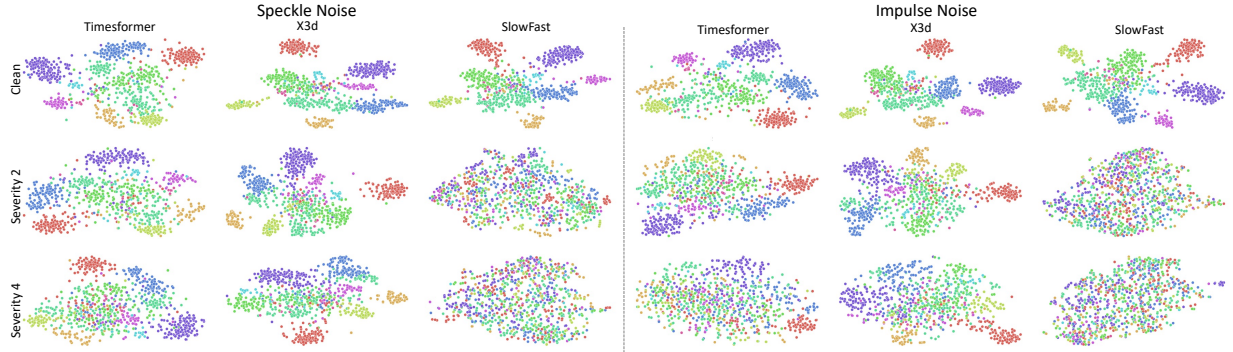 Speckle Noise
Impulse Noise
Timesformer
X3d
SlowFast
Timesformer
X3d
SlowFast
Clean
Severity 2
Severity 4